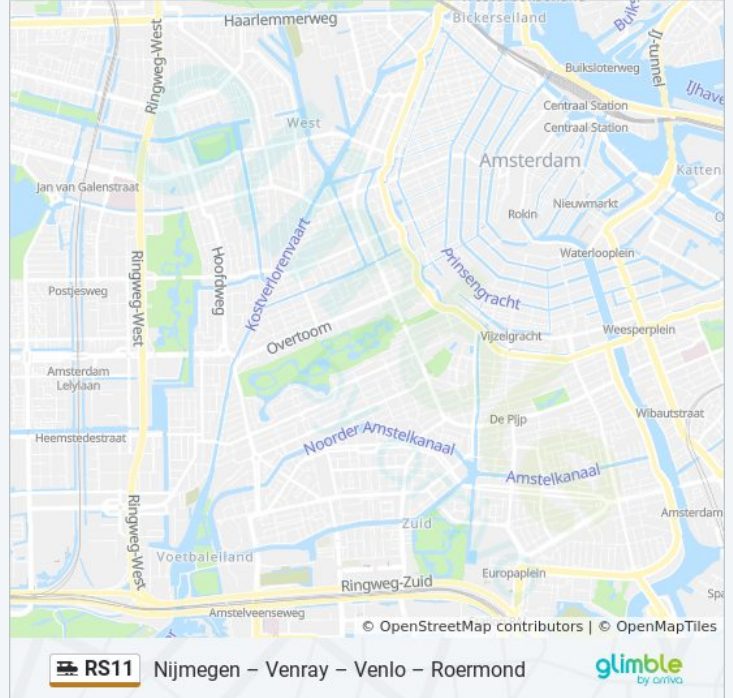 Haarlemmerweg
Bickerseiland
Ringweg-West
IJ-tunnel
Buiksloterweg
Centraal Station
Centraal Station
West
Amsterdam
Jan van Galenstraat
Nieuwmarkt
Rokin
Waterlooplein
Kostverlorenvaart
Hoofdweg
Ringweg-West
Postjesweg
Prinsengracht
Overtoom
Vijzelgracht
Weesperplein
Amsterdam
Lelylaan
De Pijp
Wibautstraat
Heemstedestraat
Noorder Amstelkanaal
Amstelkanaal
Ringweg-West
Amsterdam
Zuid
Voetbaleiland
Europaplein
Ringweg-Zuid
Amstelveenseweg
© OpenStreetMap contributors | © OpenMapTiles
RS11 Nijmegen – Venray – Venlo – Roermond
glimble
by arriva